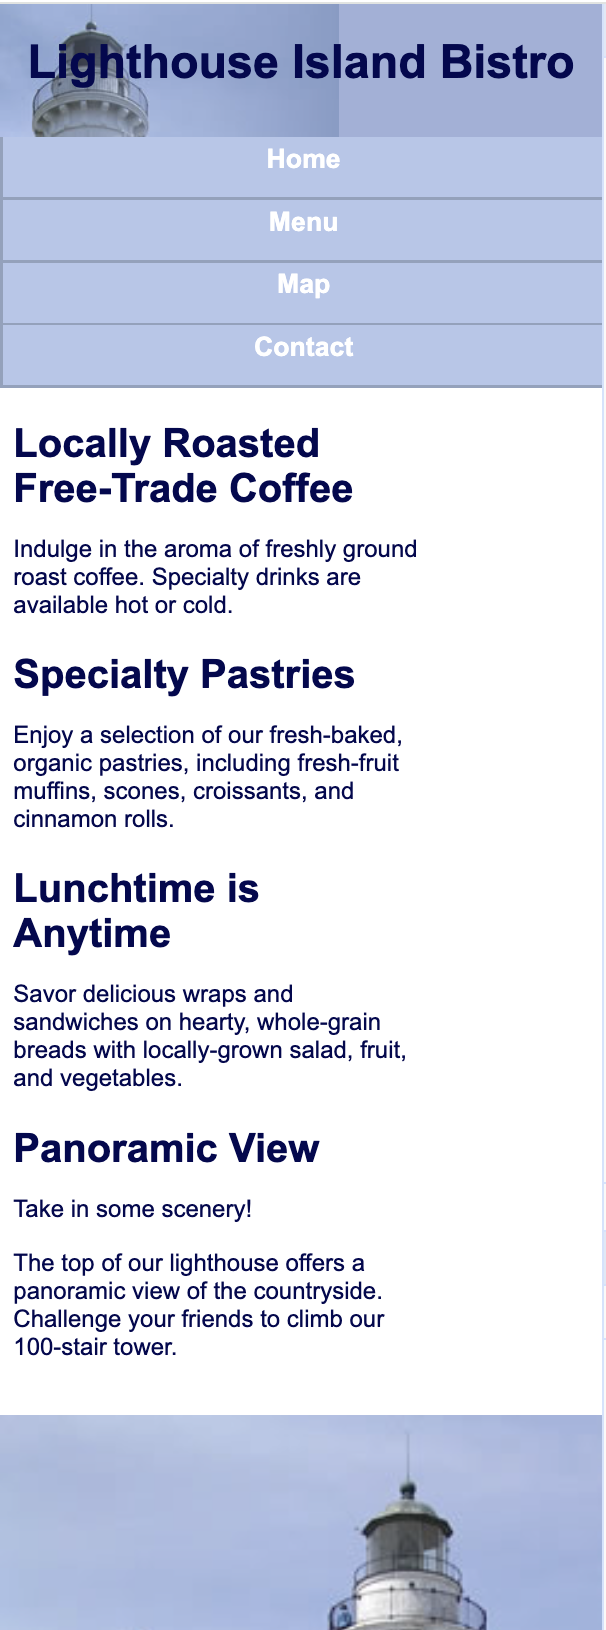 Lighthouse Island Bistro
Home
Menu
Map
Contact
Locally Roasted
Free-Trade Coffee
Indulge in the aroma of freshly ground
roast coffee. Specialty drinks are
available hot or cold.
Specialty Pastries
Enjoy a selection of our fresh-baked,
organic pastries, including fresh-fruit
muffins, scones, croissants, and
cinnamon rolls.
Lunchtime is
Anytime
Savor delicious wraps and
sandwiches on hearty, whole-grain
breads with locally-grown salad, fruit,
and vegetables.
Panoramic View
Take in some scenery!
The top of our lighthouse offers a
panoramic view of the countryside.
Challenge your friends to climb our
100-stair tower.